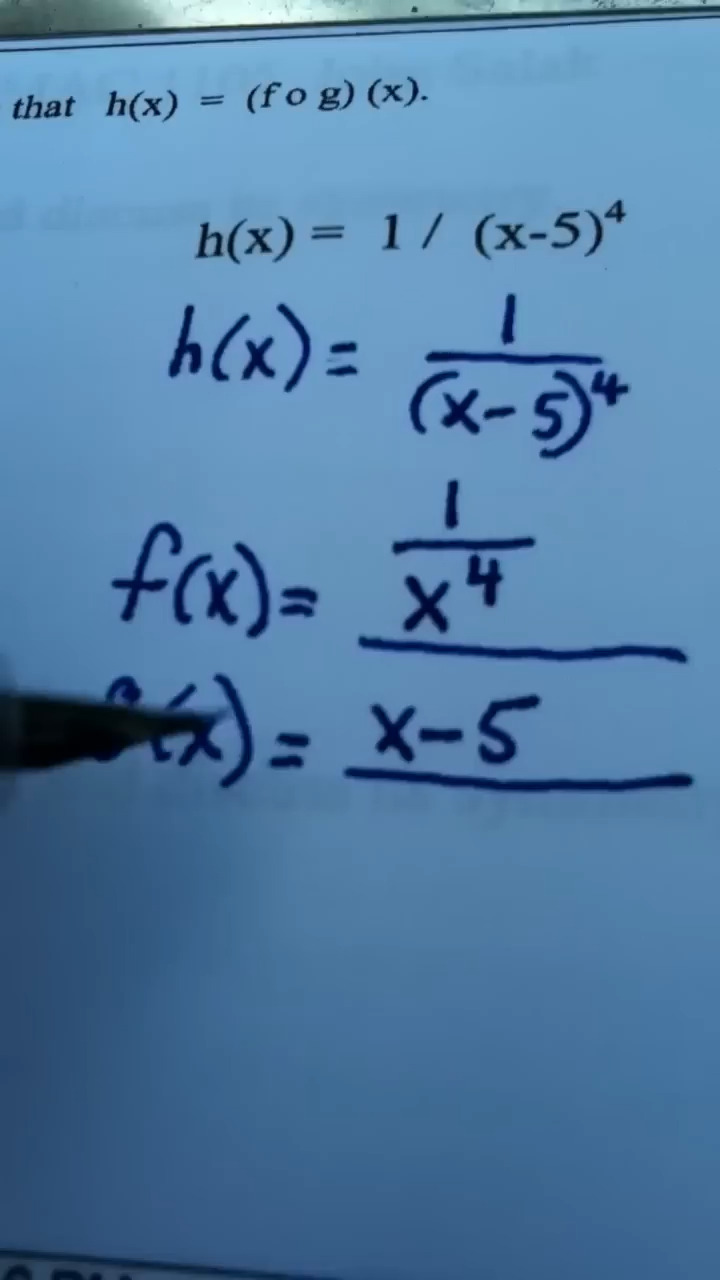 that h(x) = (f o g) (x).
h(x) = 1 / (x-5)⁴
h(x) = 1 / (x-5)⁴
f(x) = 1 / x⁴
(x) = x-5